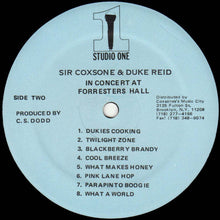 1
STUDIO ONE
SIR COXSONE & DUKE REID
IN CONCERT AT
FORRESTERS HALL
SIDE TWO
Distributed by:
Coxsone's Music City
3135 Fulton St.
Brooklyn, N.Y. 11208
(718) 277-4166
Fax (718) 348-9074
PRODUCED BY
C. S. DODD
1. DUKIES COOKING
2. TWILIGHT ZONE
3. BLACKBERRY BRANDY
4. COOL BREEZE
5. WHAT MAKES HONEY
6. PINK LANE HOP
7. PARAPINTO BOOGIE
8. WHAT A WORLD